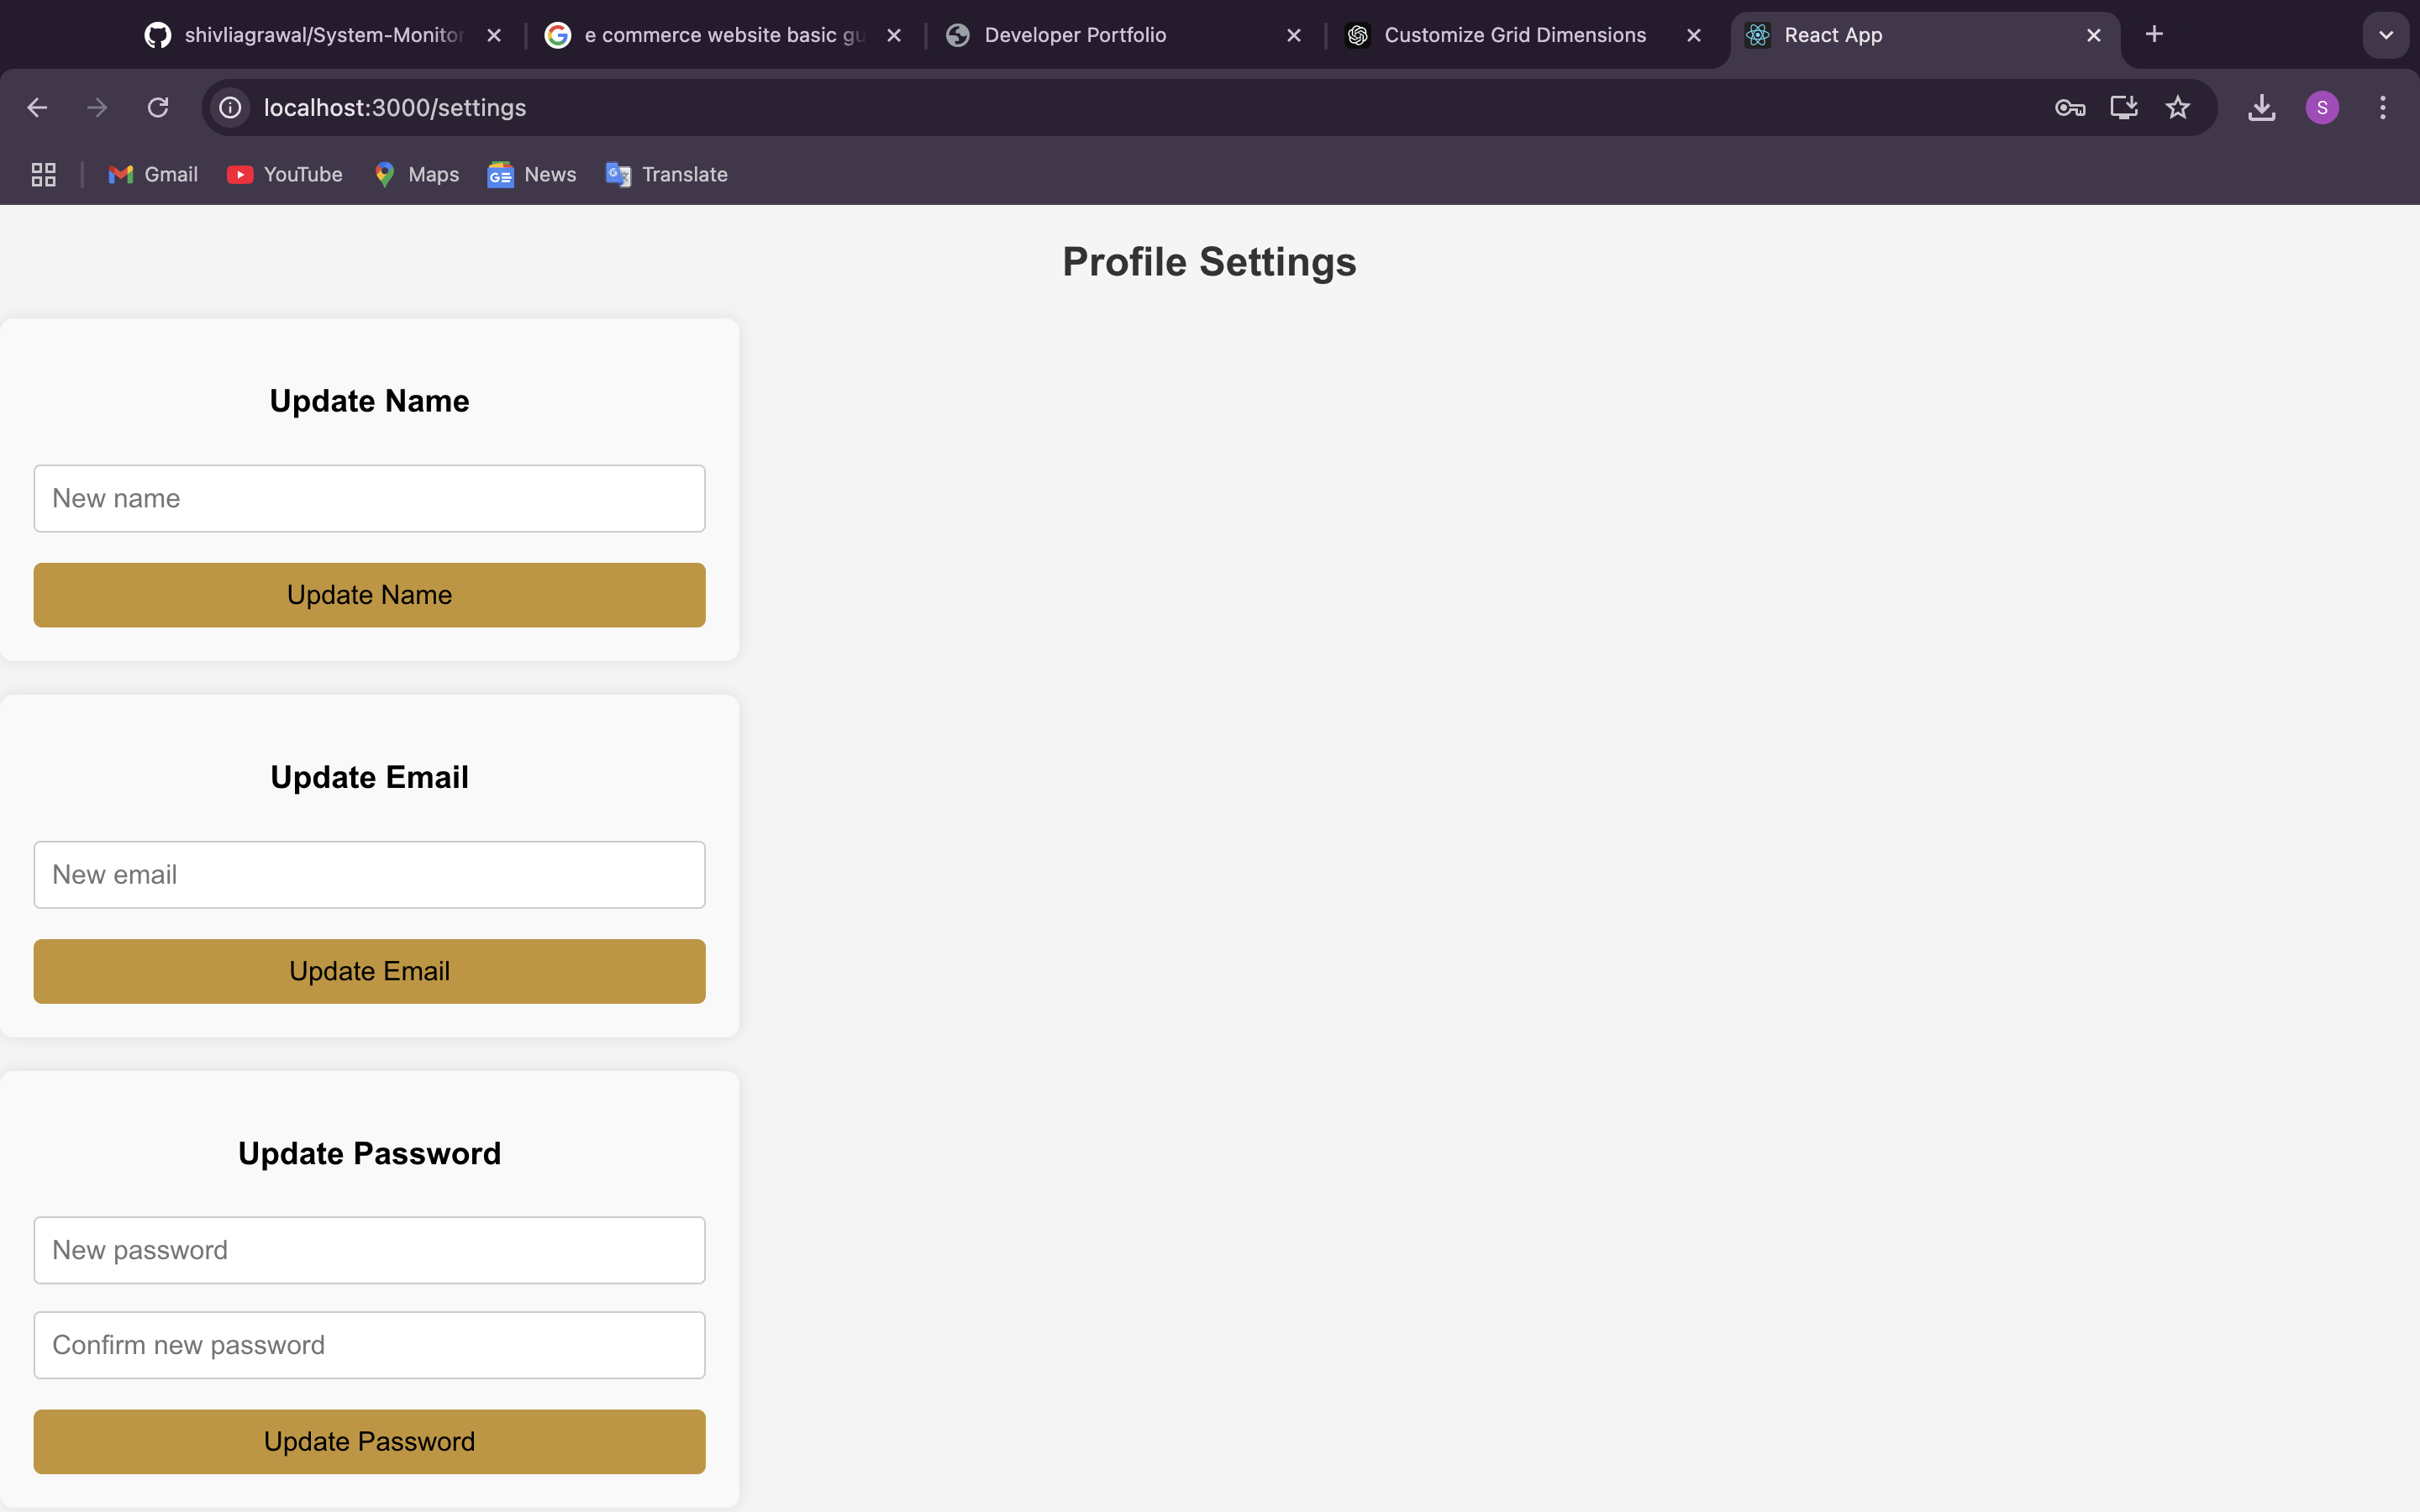 shivliagrawal/System-Monitor
e commerce website basic gu
Developer Portfolio
Customize Grid Dimensions
React App
localhost:3000/settings
S
Gmail
YouTube
Maps
News
Translate
Profile Settings
Update Name
New name
Update Name
Update Email
New email
Update Email
Update Password
New password
Confirm new password
Update Password